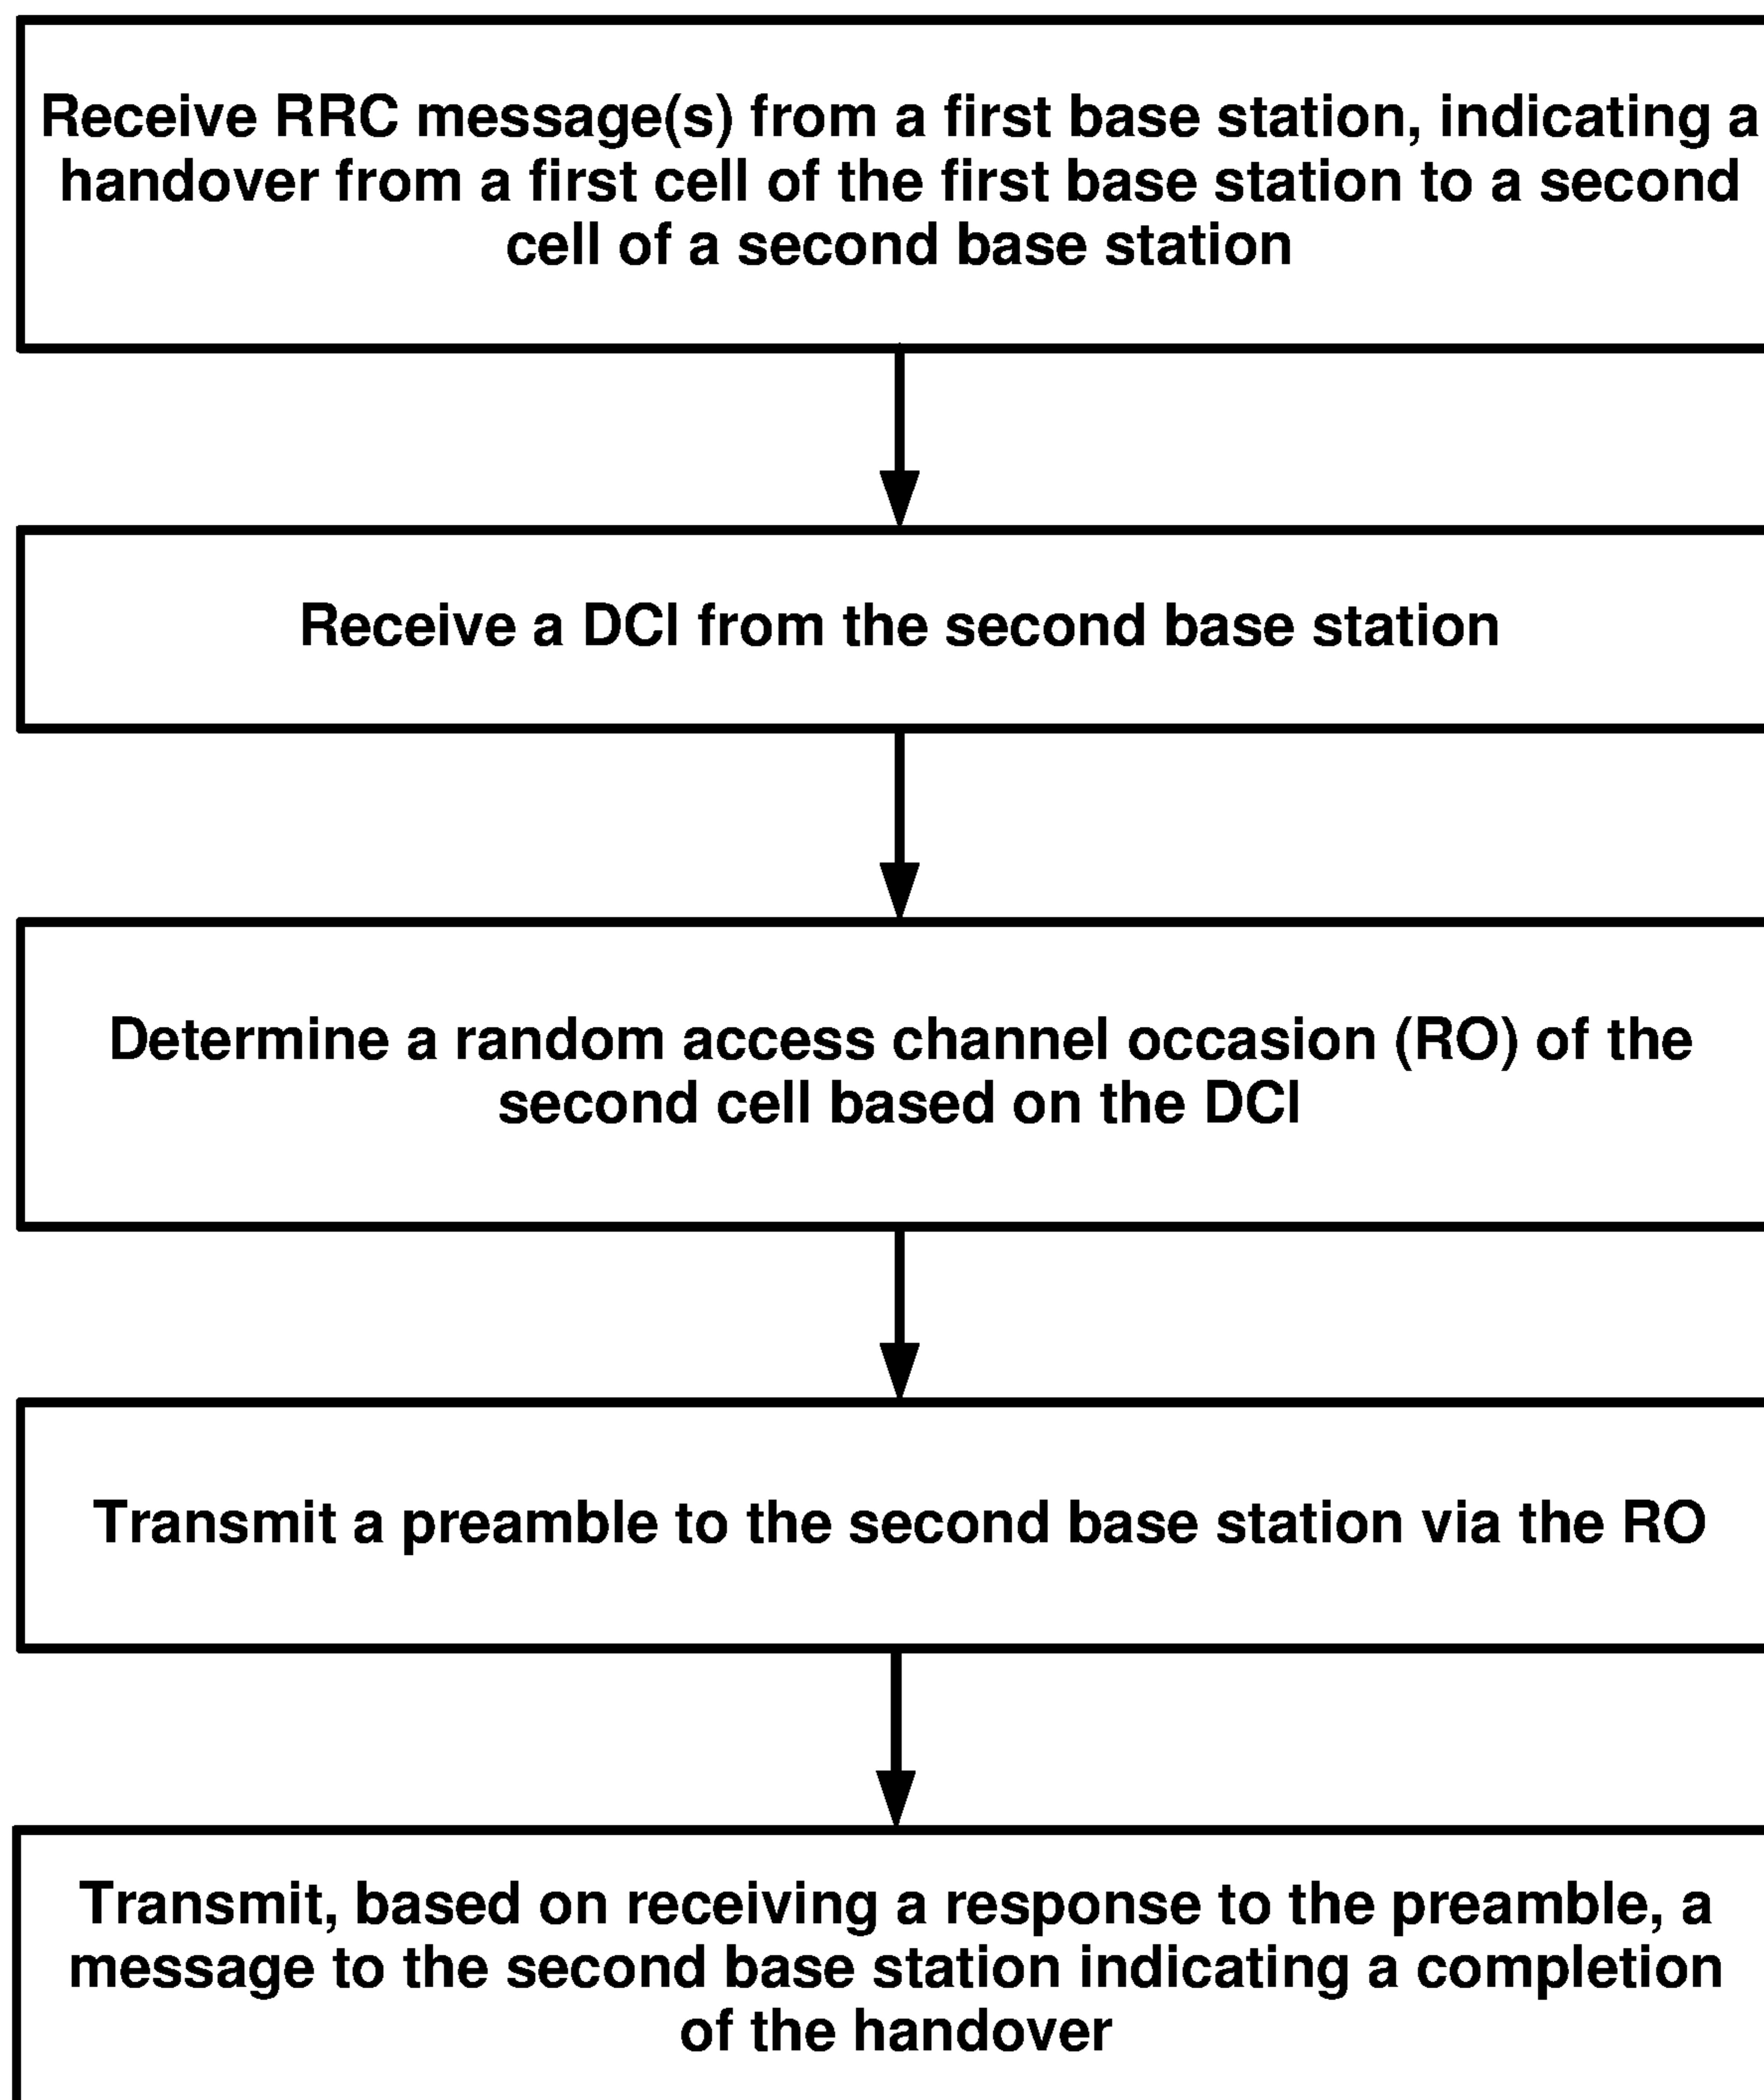 Receive RRC message(s) from a first base station, indicating a
handover from a first cell of the first base station to a second
cell of a second base station
Receive a DCI from the second base station
Determine a random access channel occasion (RO) of the
second cell based on the DCI
Transmit a preamble to the second base station via the RO
Transmit, based on receiving a response to the preamble, a
message to the second base station indicating a completion
of the handover